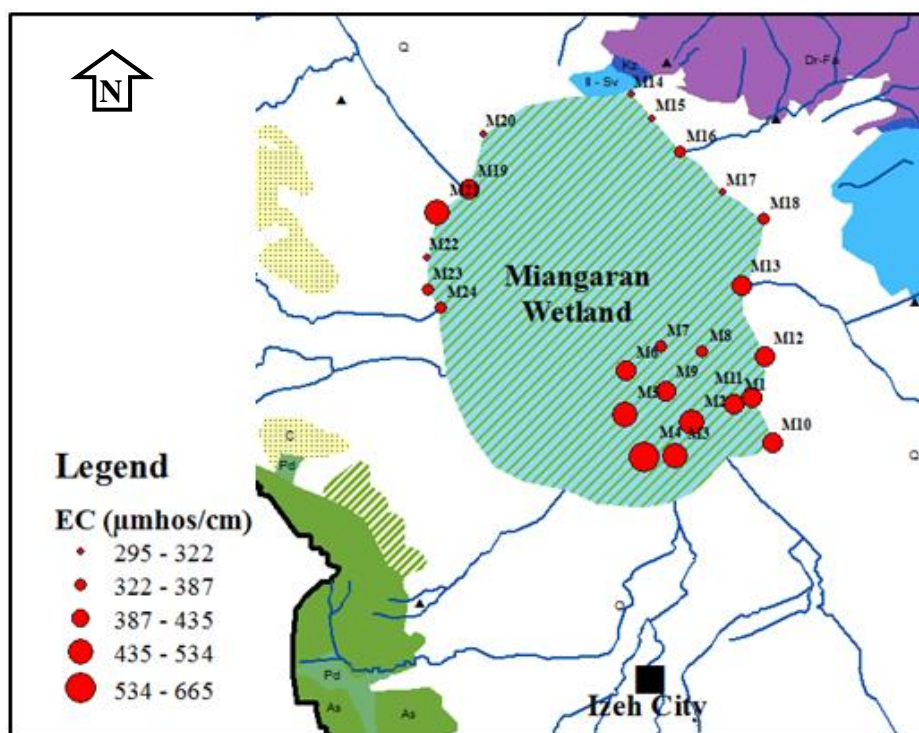 N
Q
Kz
Dr-Fa
Il - Sv
M14
M15
M20
M16
M19
M21
M17
M18
M22
M23
M13
M24
Miangaran
Wetland
M7
M8
M12
M6
M9
M11
M1
M5
M2
M10
M4
M3
C
Pd
Q
Legend
EC (µmhos/cm)
295 - 322
322 - 387
387 - 435
435 - 534
534 - 665
Q
Pd
As
As
Izeh City